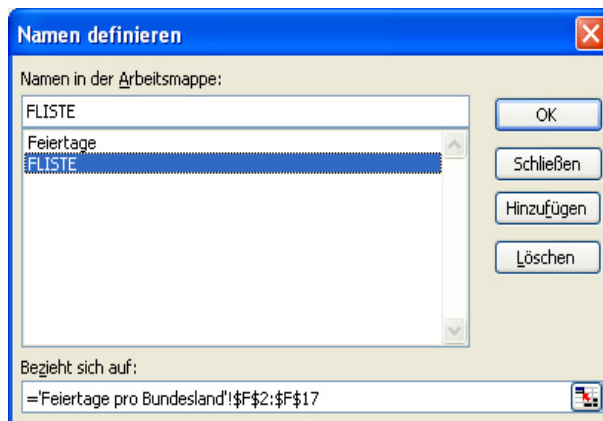 Namen definieren
Namen in der Arbeitsmappe:
FLISTE
OK
Feiertage
FLISTE
Schließen
Hinzufügen
Löschen
Bezieht sich auf:
='Feiertage pro Bundesland'!$F$2:$F$17